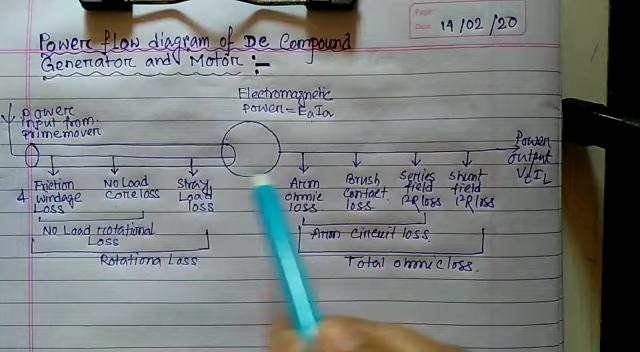 Page:
Date: 14/02/20
Power flow diagram of Dc Compound
Generator and Motor :-
Electromagnetic
Power = EaIa
Power
input from
primemover
Power
output
VtIL
& Friction
windage
Loss
No Load
Core loss
Stray
Load
loss
Arm
ohmic
loss
Brush
contact
loss
Series
field
I²R loss
Shunt
field
I²R loss
No Load Rotational
Loss
Arm circuit loss
Rotationa Loss
Total ohmic loss.